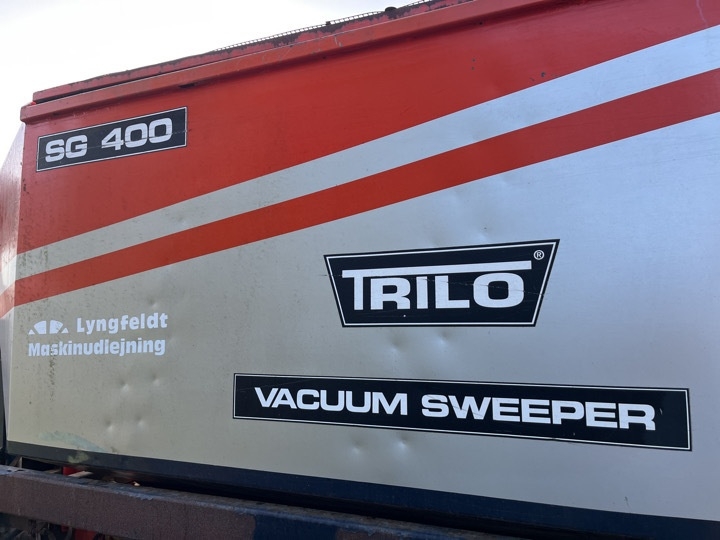 SG 400
TRILO®
Lyngfeldt
Maskinudlejning
VACUUM SWEEPER